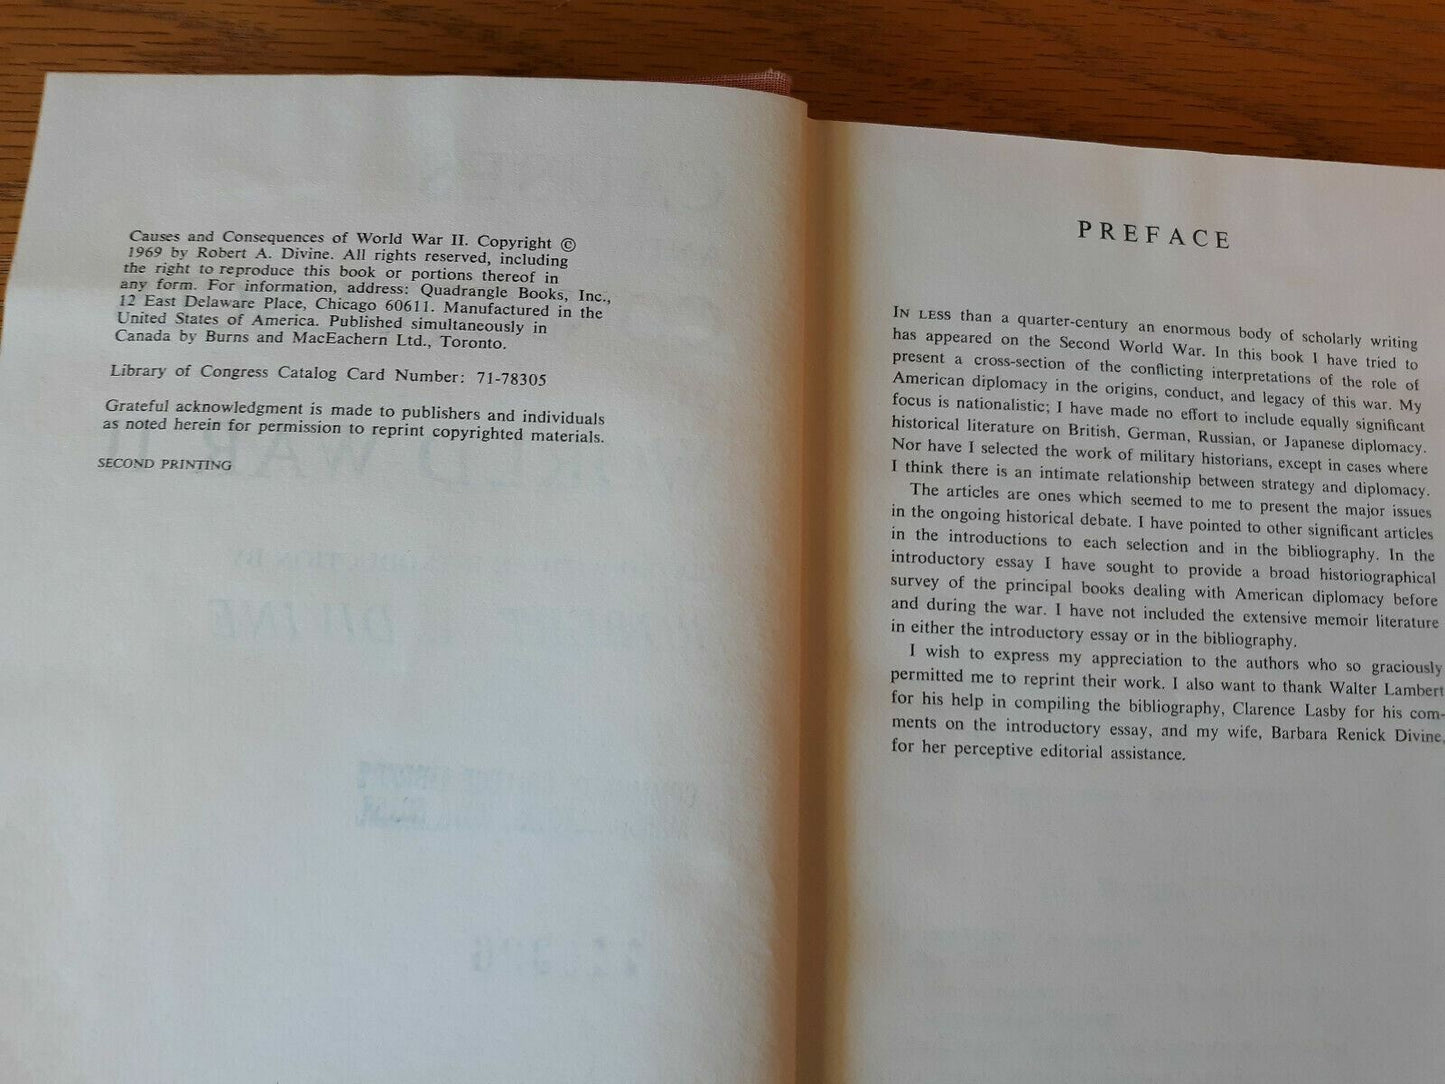 Causes and Consequences of World War II. Copyright ©
1969 by Robert A. Divine. All rights reserved, including
the right to reproduce this book or portions thereof in
any form. For information, address: Quadrangle Books, Inc.,
12 East Delaware Place, Chicago 60611. Manufactured in the
United States of America. Published simultaneously in
Canada by Burns and MacEachern Ltd., Toronto.
Library of Congress Catalog Card Number: 71-78305
Grateful acknowledgment is made to publishers and individuals
as noted herein for permission to reprint copyrighted materials.
SECOND PRINTING
PREFACE
IN LESS than a quarter-century an enormous body of scholarly writing
has appeared on the Second World War. In this book I have tried to
present a cross-section of the conflicting interpretations of the role of
American diplomacy in the origins, conduct, and legacy of this war. My
focus is nationalistic; I have made no effort to include equally significant
historical literature on British, German, Russian, or Japanese diplomacy.
Nor have I selected the work of military historians, except in cases where
I think there is an intimate relationship between strategy and diplomacy.
The articles are ones which seemed to me to present the major issues
in the ongoing historical debate. I have pointed to other significant articles
in the introductions to each selection and in the bibliography. In the
introductory essay I have sought to provide a broad historiographical
survey of the principal books dealing with American diplomacy before
and during the war. I have not included the extensive memoir literature
in either the introductory essay or in the bibliography.
I wish to express my appreciation to the authors who so graciously
permitted me to reprint their work. I also want to thank Walter Lambert
for his help in compiling the bibliography, Clarence Lasby for his com-
ments on the introductory essay, and my wife, Barbara Renick Divine,
for her perceptive editorial assistance.